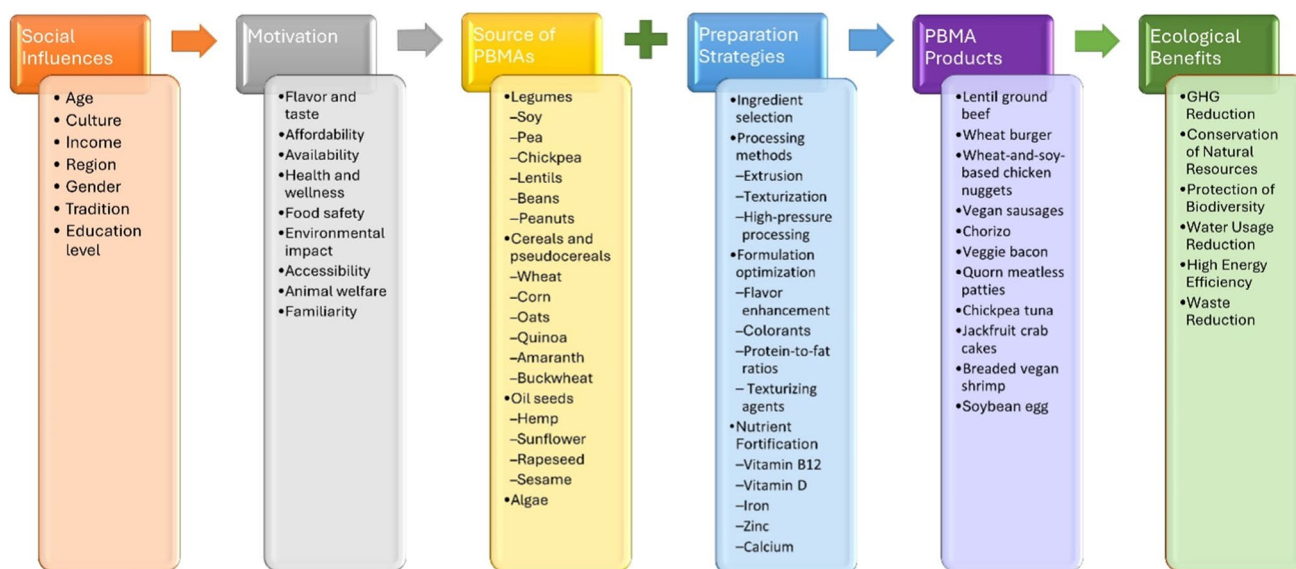 Social
Influences
• Age
• Culture
• Income
• Region
• Gender
• Tradition
• Education
level
Motivation
•Flavor and
taste
•Affordability
•Availability
•Health and
wellness
•Food safety
•Environmental
impact
•Accessibility
•Animal welfare
•Familiarity
Source of
PBMAs
•Legumes
–Soy
–Pea
–Chickpea
–Lentils
–Beans
–Peanuts
•Cereals and
pseudocereals
–Wheat
–Corn
–Oats
–Quinoa
–Amaranth
–Buckwheat
•Oil seeds
–Hemp
–Sunflower
–Rapeseed
–Sesame
•Algae
Preparation
Strategies
•Ingredient
selection
•Processing
methods
–Extrusion
–Texturization
–High-pressure
processing
•Formulation
optimization
–Flavor
enhancement
–Colorants
–Protein-to-fat
ratios
– Texturizing
agents
•Nutrient
Fortification
–Vitamin B12
–Vitamin D
–Iron
–Zinc
–Calcium
PBMA
Products
•Lentil ground
beef
•Wheat burger
•Wheat-and-soy-
based chicken
nuggets
•Vegan sausages
•Chorizo
•Veggie bacon
•Quorn meatless
patties
•Chickpea tuna
•Jackfruit crab
cakes
•Breaded vegan
shrimp
•Soybean egg
Ecological
Benefits
•GHG
Reduction
•Conservation
of Natural
Resources
•Protection of
Biodiversity
•Water Usage
Reduction
•High Energy
Efficiency
•Waste
Reduction